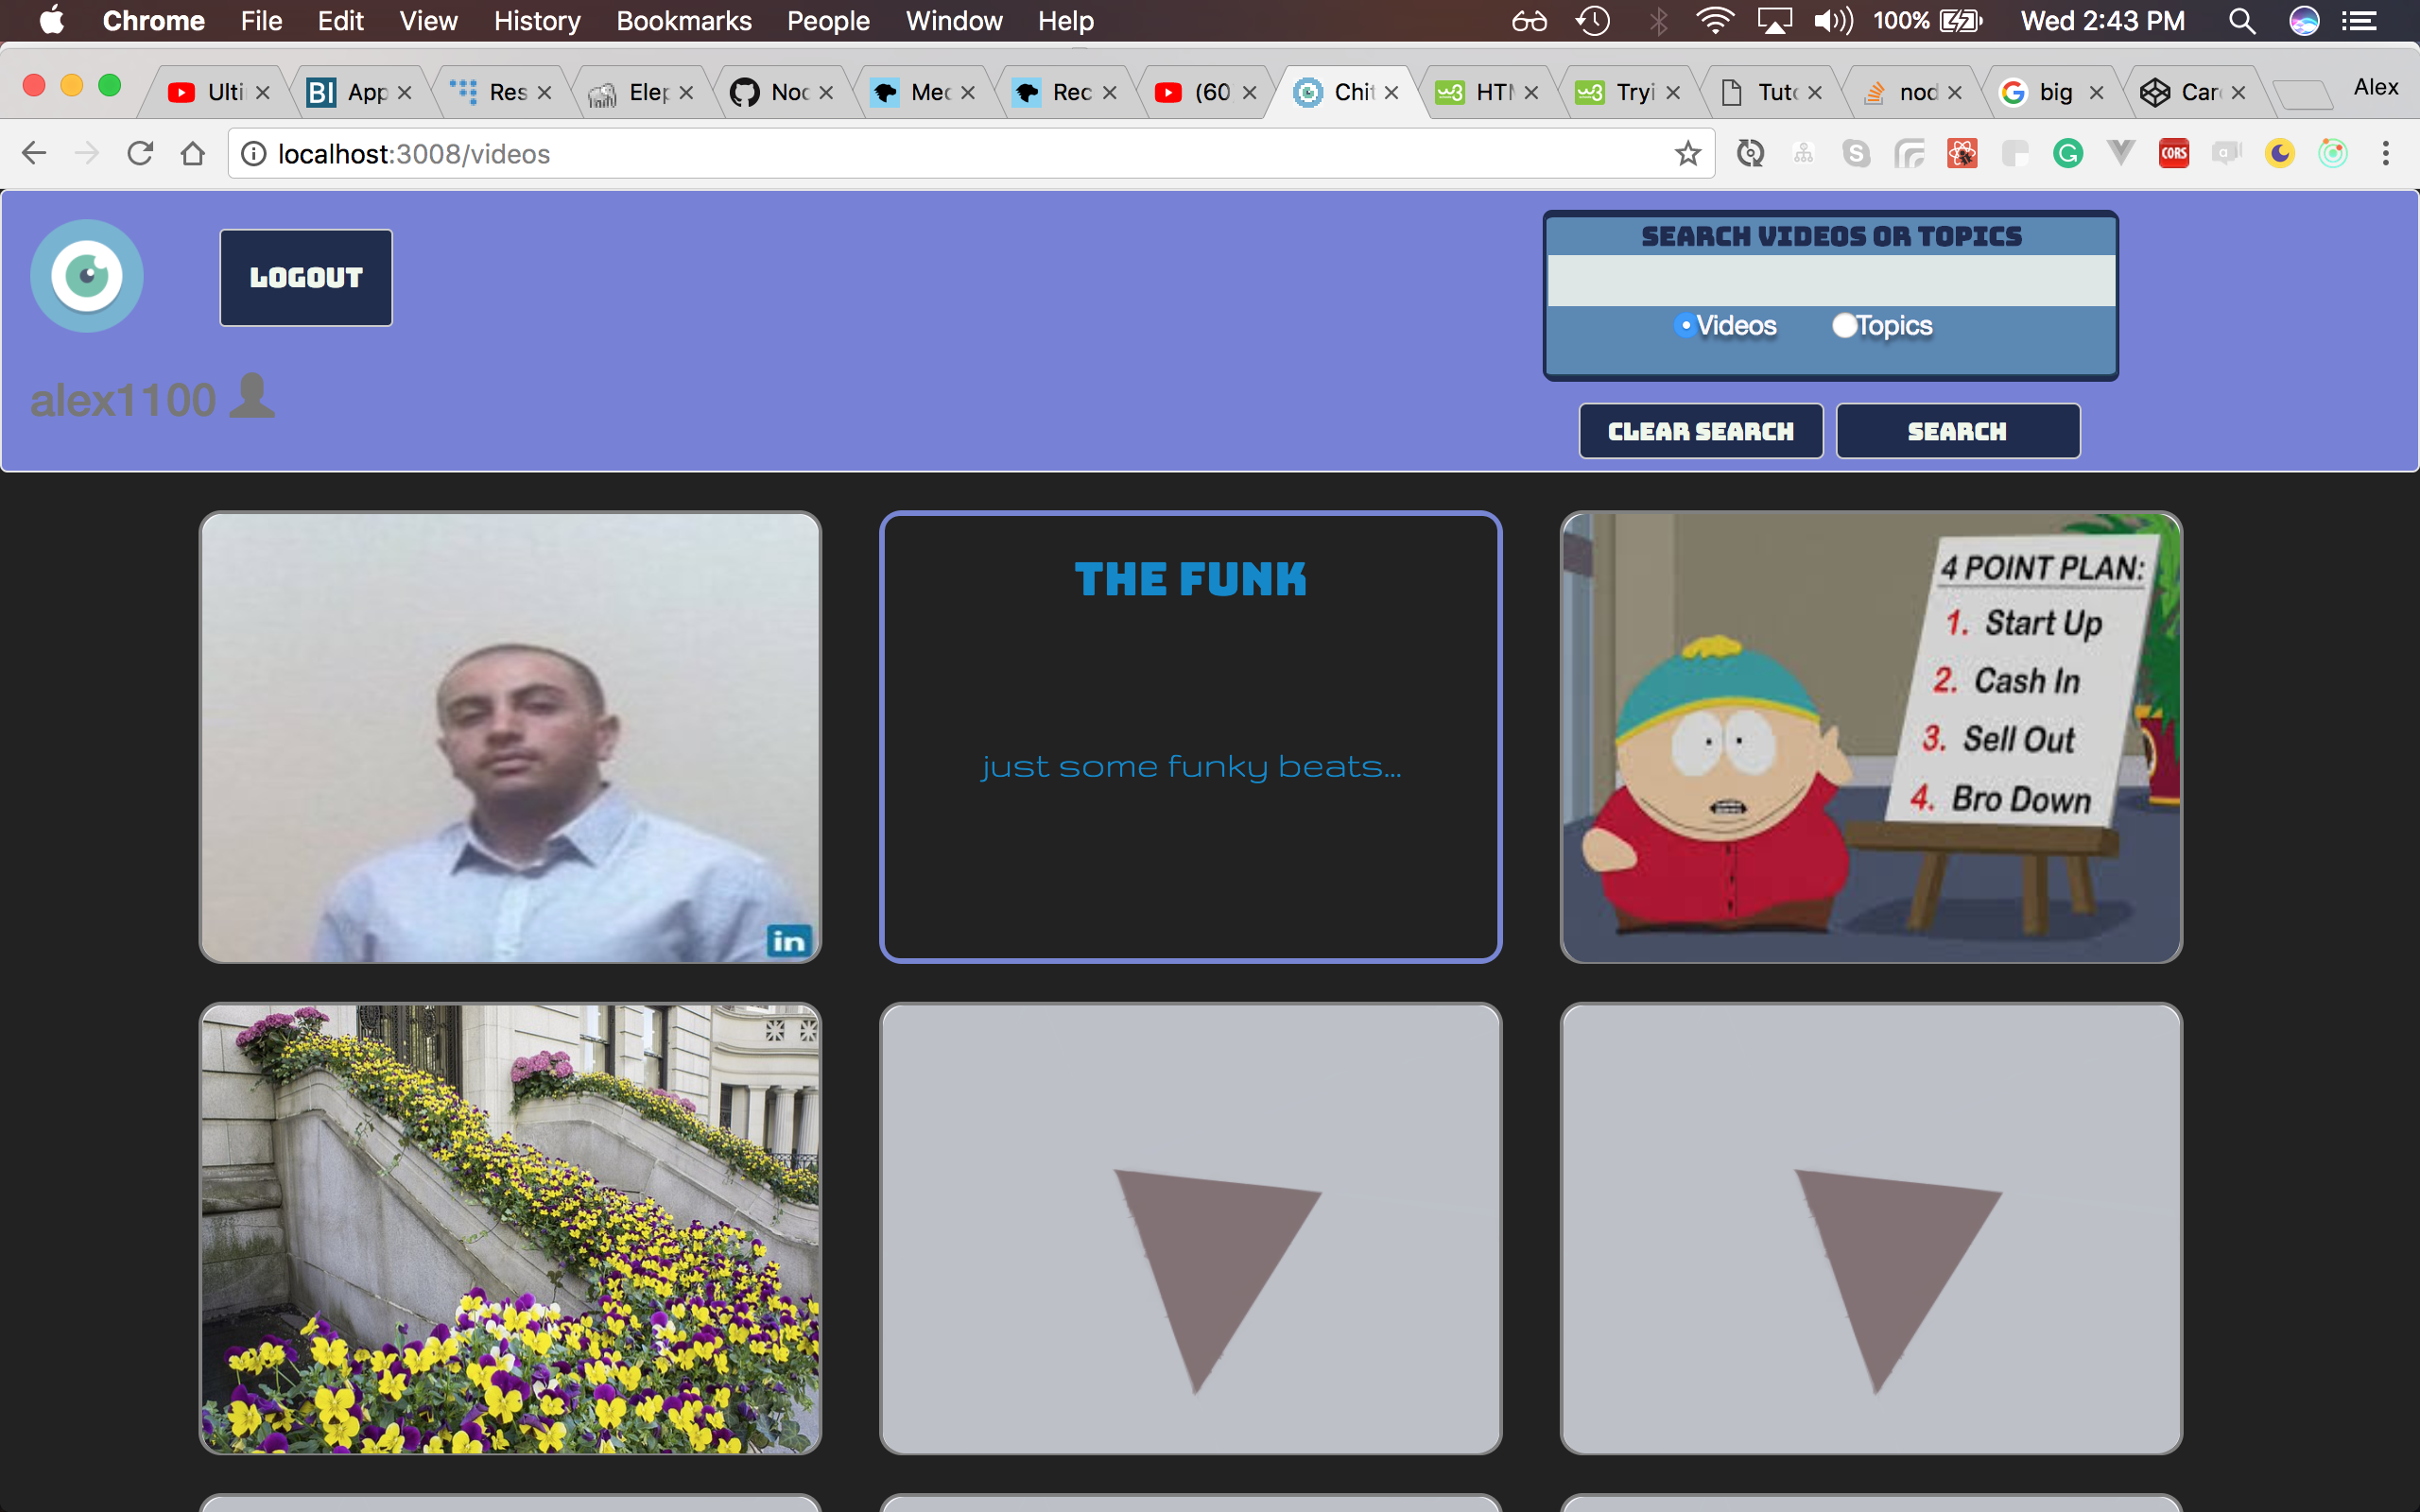 Chrome File Edit View History Bookmarks People Window Help 100% Wed 2:43 PM
Ulti App Res Elep Noc Mec Rec (60 Chit HTM Tryi Tuto nod big Car Alex
localhost:3008/videos
CORS
LOGOUT
SEARCH VIDEOS OR TOPICS
Videos Topics
alex1100
CLEAR SEARCH SEARCH
THE FUNK
just some funky beats...
in
4 POINT PLAN:
1. Start Up
2. Cash In
3. Sell Out
4. Bro Down